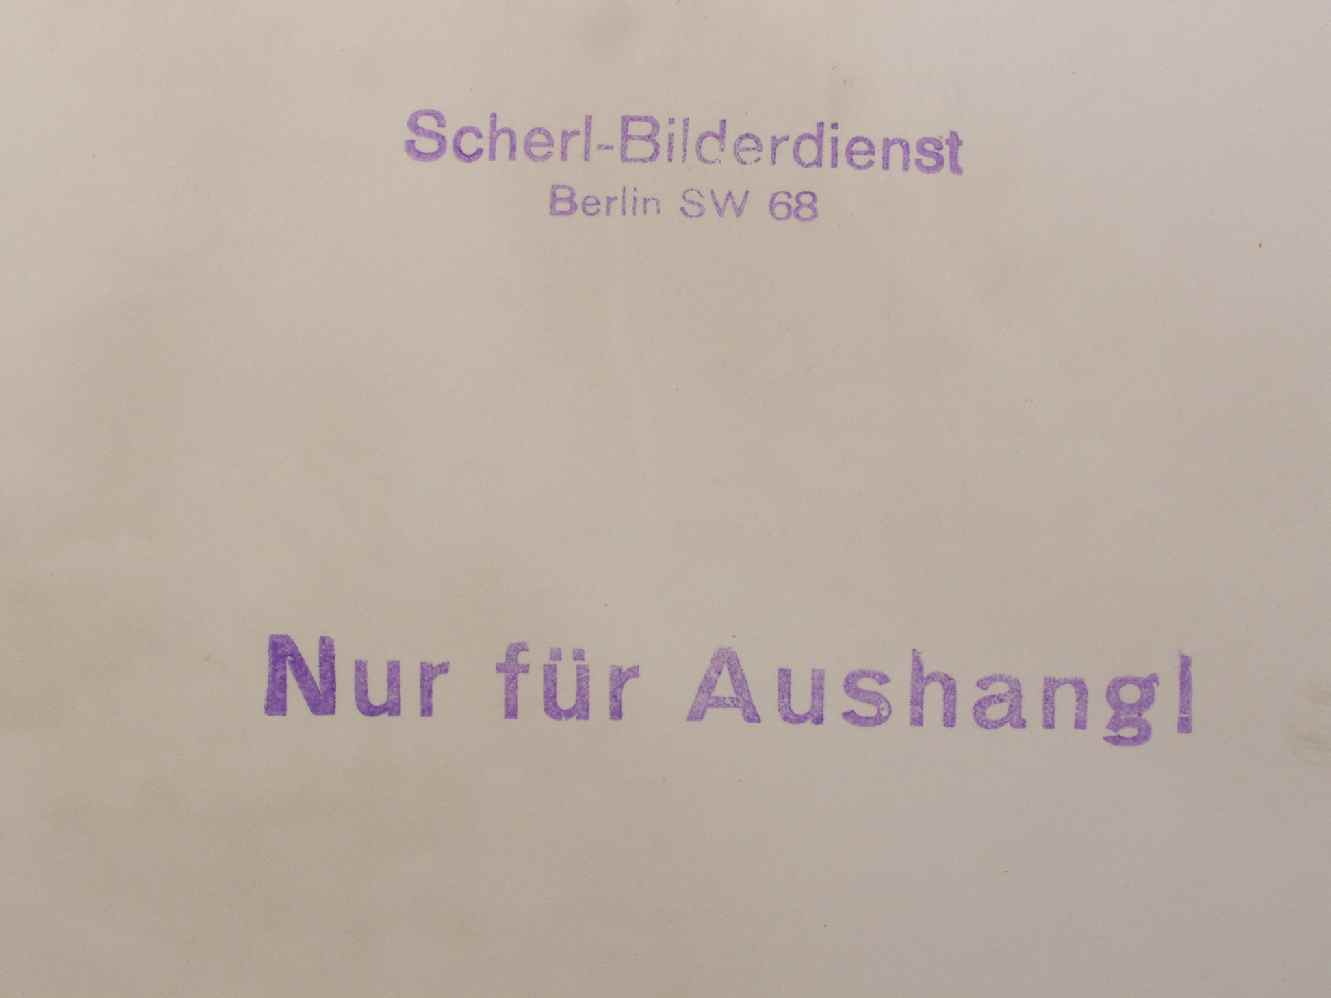 Scherl-Bilderdienst
Berlin SW 68
Nur für Aushang!